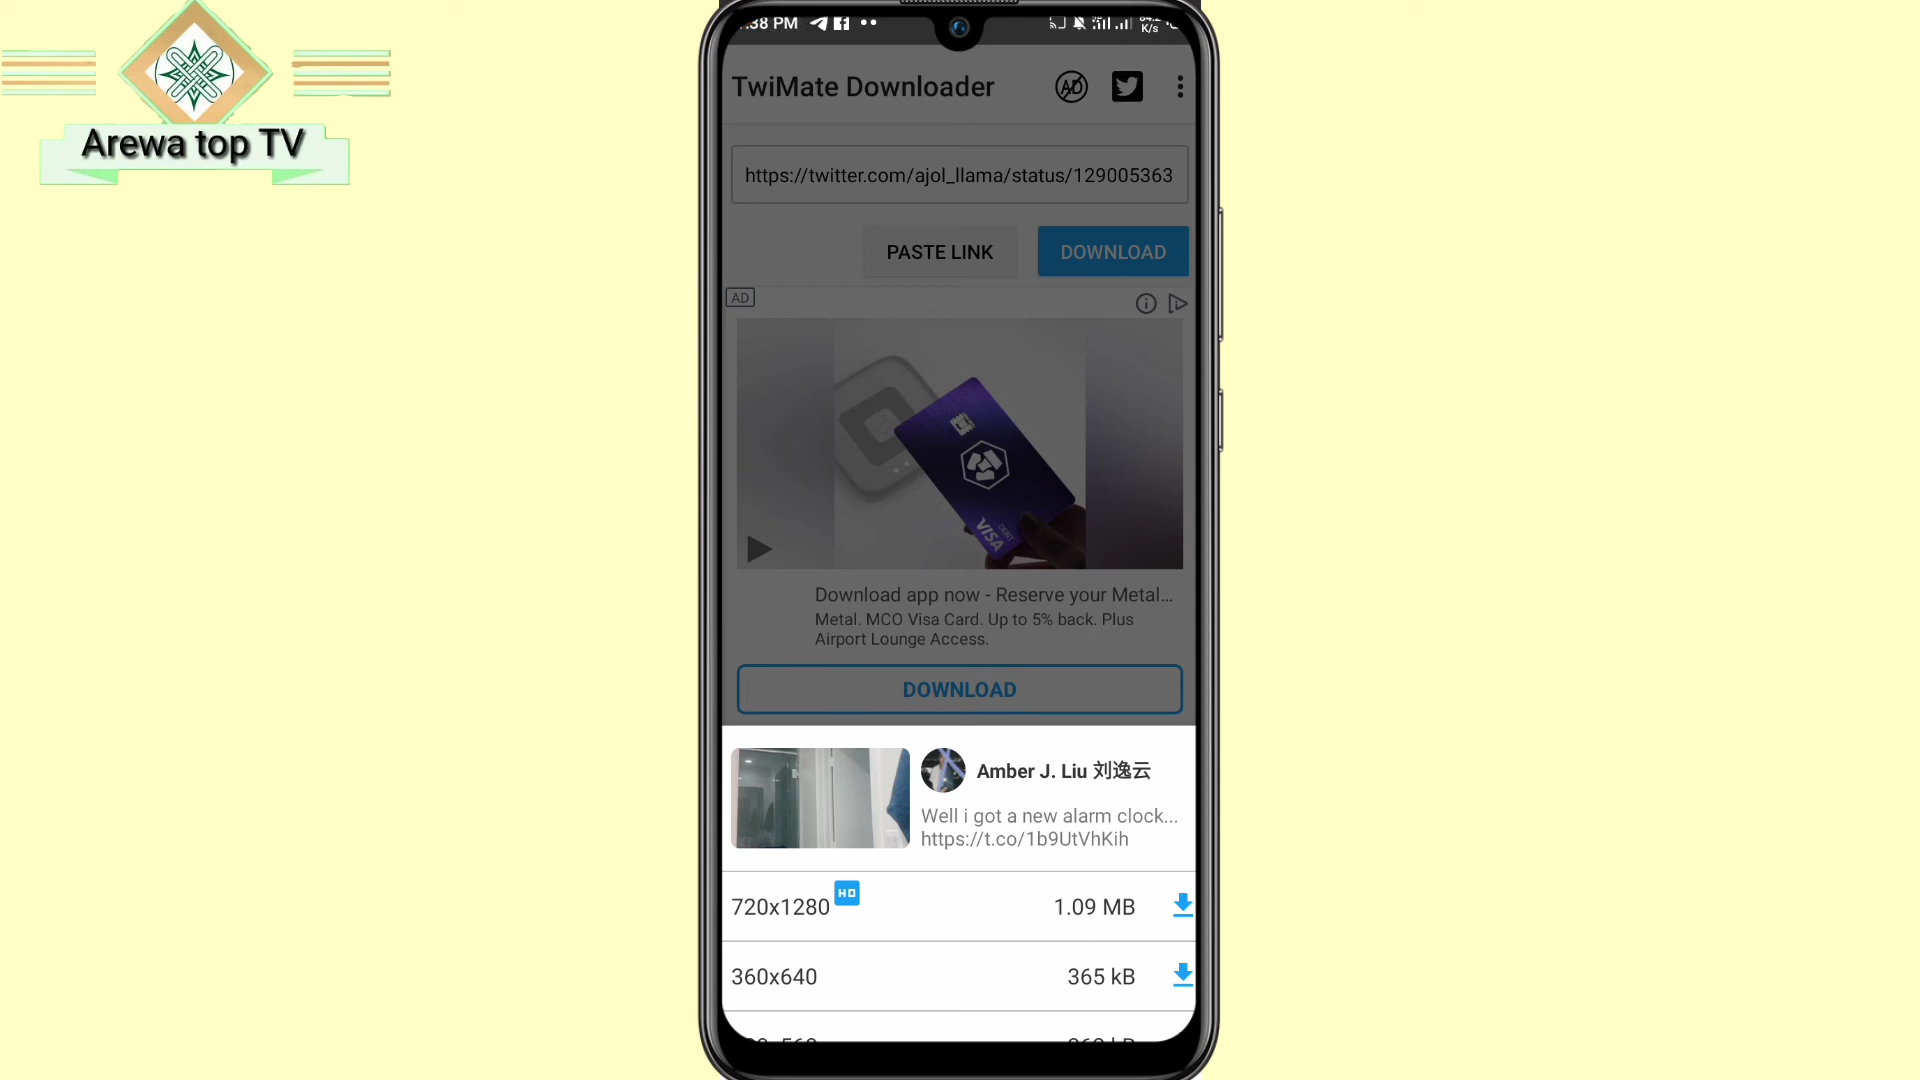 Arewa top TV
:38 PM
K/s
TwiMate Downloader
AD
https://twitter.com/ajol_llama/status/129005363
PASTE LINK
DOWNLOAD
AD
VISA
DEBIT
Download app now - Reserve your Metal...
Metal. MCO Visa Card. Up to 5% back. Plus
Airport Lounge Access.
DOWNLOAD
Amber J. Liu 刘逸云
Well i got a new alarm clock...
https://t.co/1b9UtVhKih
720x1280 HD 1.09 MB
360x640 365 kB